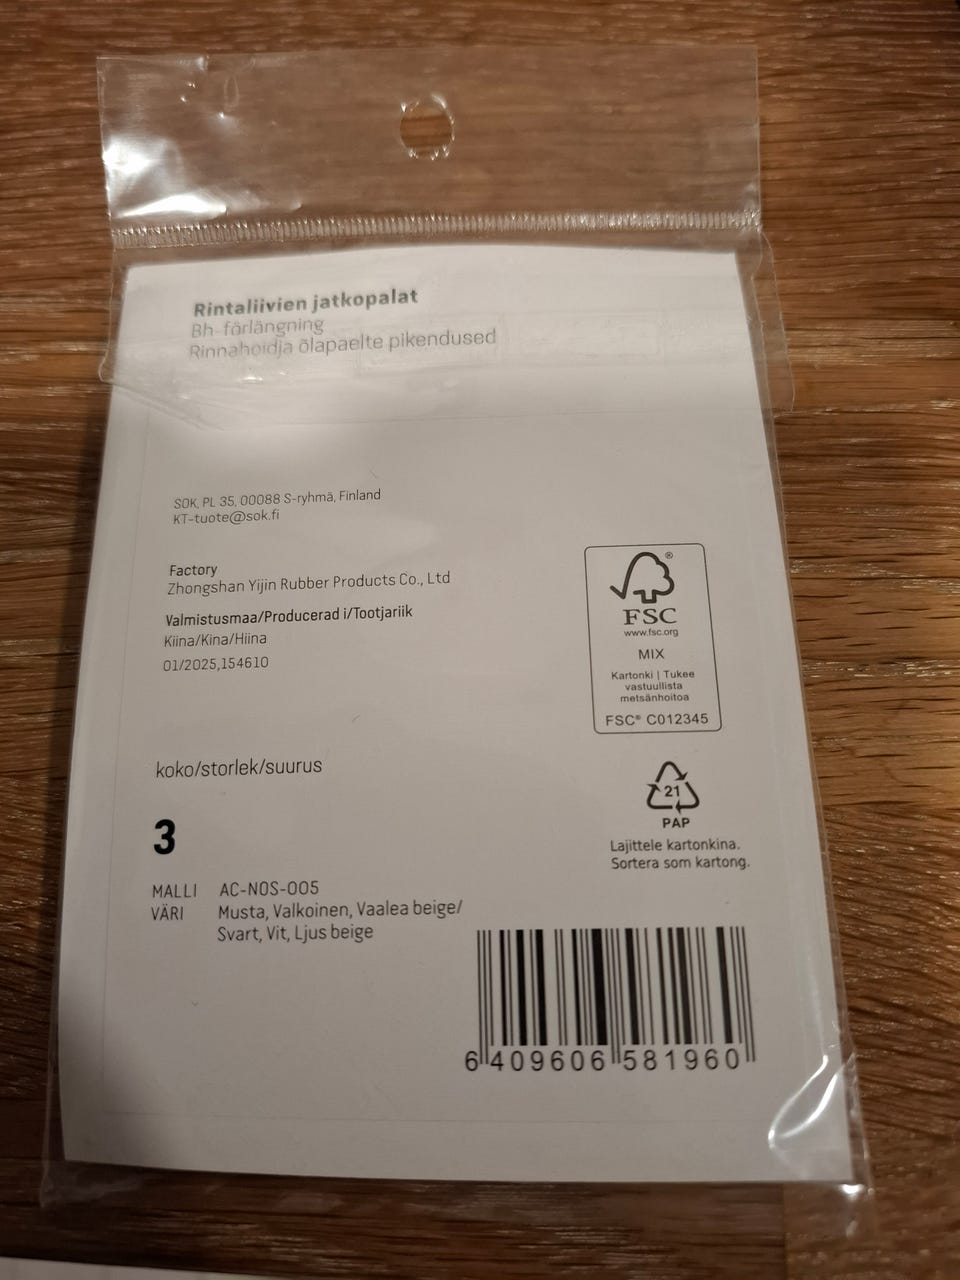 Rintaliivien jatkopalat
Bh-förlängning
Rinnahoidja õlapaelte pikendused
SOK, PL 35, 00088 S-ryhmä, Finland
KT-tuote@sok.fi
Factory
Zhongshan Yijin Rubber Products Co., Ltd
Valmistusmaa/Producerad i/Tootjariik
Kiina/Kina/Hiina
01/2025,154610
®
FSC
www.fsc.org
MIX
Kartonki | Tukee
vastuullista
metsänhoitoa
FSC® C012345
koko/storlek/suurus
3
21
PAP
Lajittele kartonkina.
Sortera som kartong.
MALLI AC-NOS-005
VÄRI Musta, Valkoinen, Vaalea beige/
Svart, Vit, Ljus beige
6 409606 581960